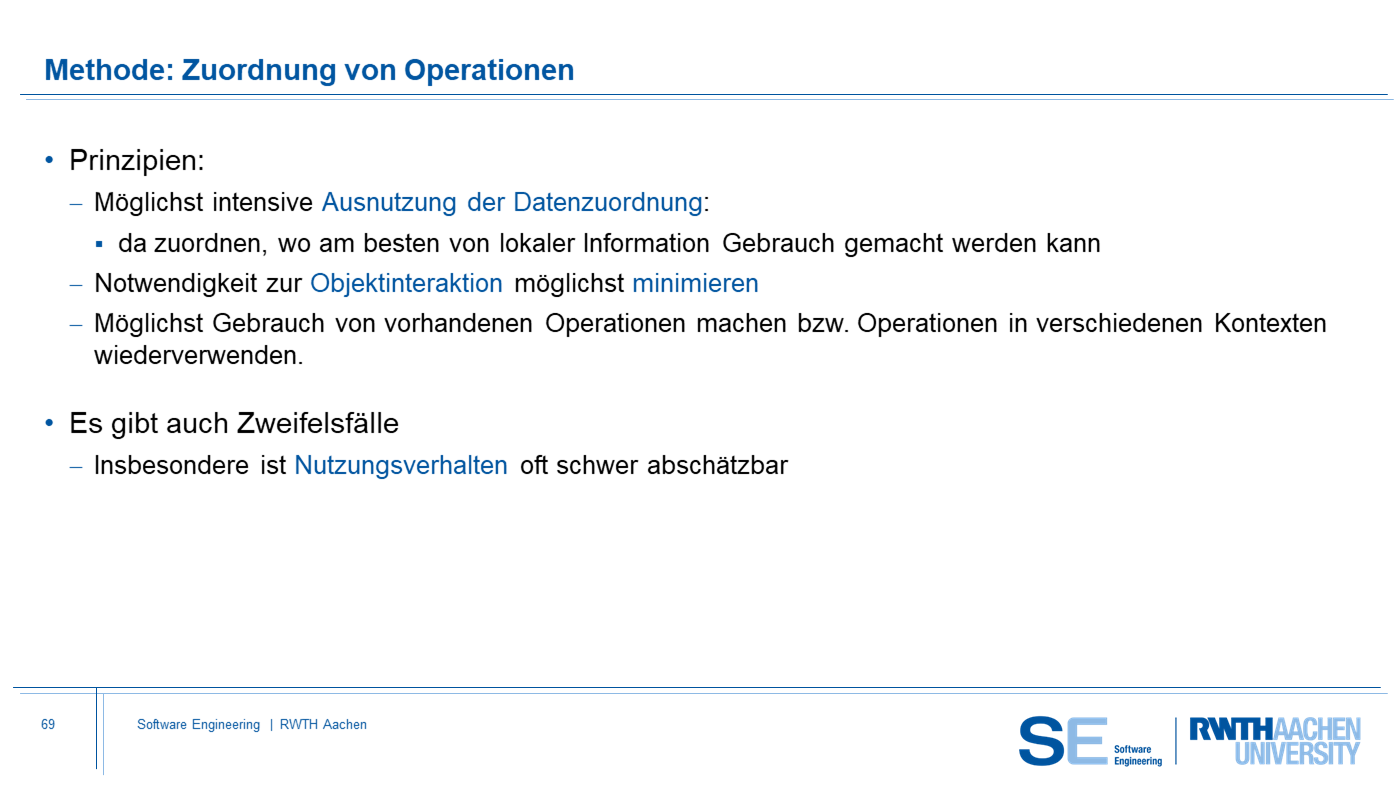 Methode: Zuordnung von Operationen
• Prinzipien:
– Möglichst intensive Ausnutzung der Datenzuordnung:
▪ da zuordnen, wo am besten von lokaler Information Gebrauch gemacht werden kann
– Notwendigkeit zur Objektinteraktion möglichst minimieren
– Möglichst Gebrauch von vorhandenen Operationen machen bzw. Operationen in verschiedenen Kontexten
wiederverwenden.
• Es gibt auch Zweifelsfälle
– Insbesondere ist Nutzungsverhalten oft schwer abschätzbar
69
Software Engineering | RWTH Aachen
SE Software
Engineering
RWTHAACHEN
UNIVERSITY